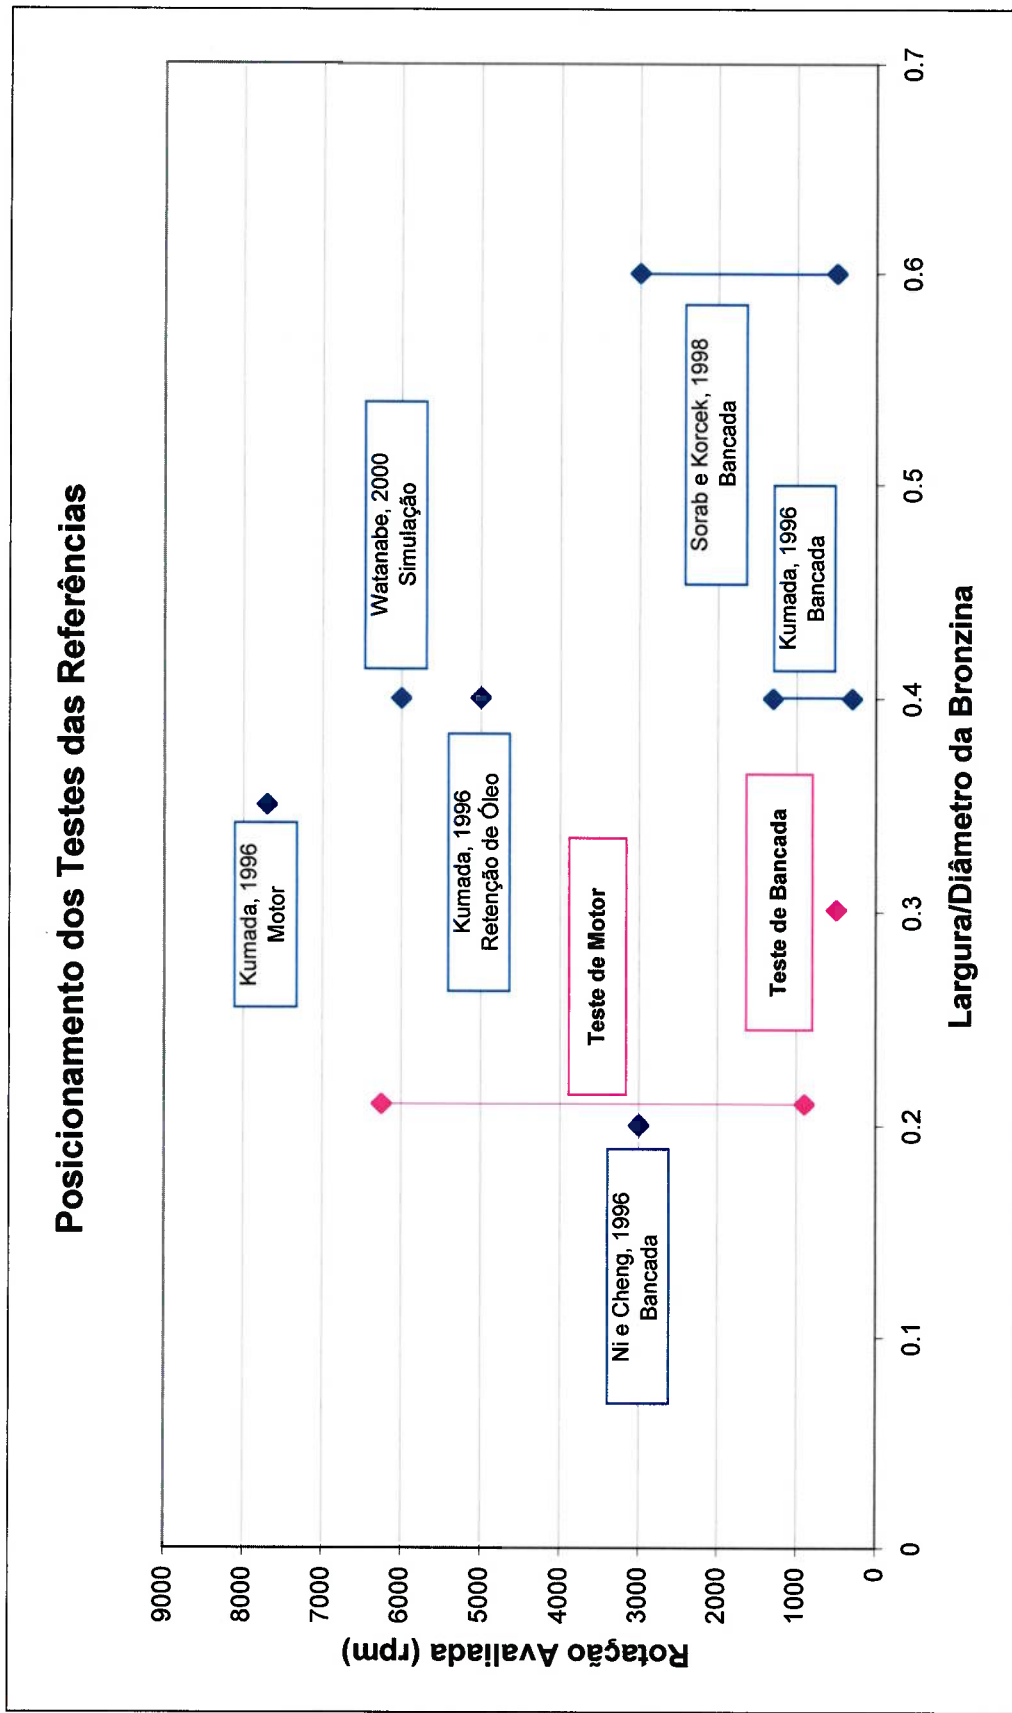 Posicionamento dos Testes das Referências
Rotação Avaliada (rpm)
9000
8000
7000
6000
5000
4000
3000
2000
1000
0
Kumada, 1996
Motor
Watanabe, 2000
Simulação
Kumada, 1996
Retenção de Óleo
Teste de Motor
Ni e Cheng, 1996
Bancada
Sorab e Korcek, 1998
Bancada
Kumada, 1996
Bancada
Teste de Bancada
0
0.1
0.2
0.3
0.4
0.5
0.6
0.7
Largura/Diâmetro da Bronzina